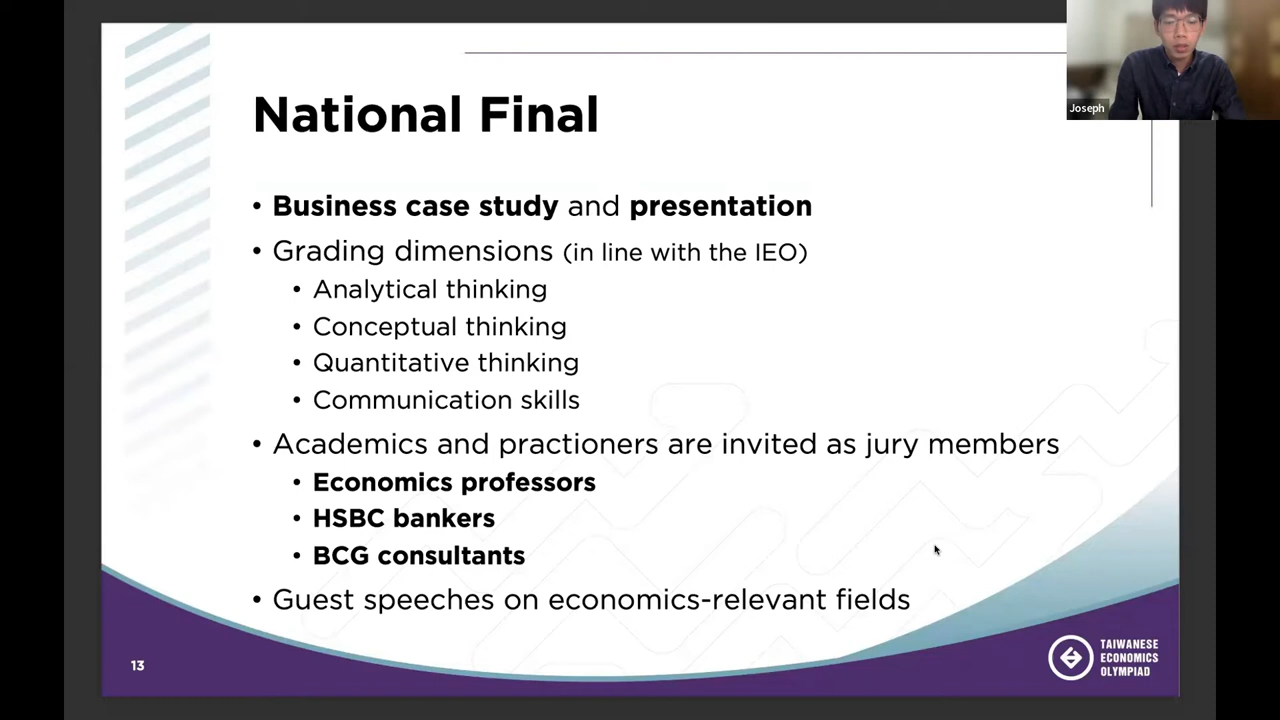 Joseph
National Final
• Business case study and presentation
• Grading dimensions (in line with the IEO)
• Analytical thinking
• Conceptual thinking
• Quantitative thinking
• Communication skills
• Academics and practioners are invited as jury members
• Economics professors
• HSBC bankers
• BCG consultants
• Guest speeches on economics-relevant fields
13
TAIWANESE
ECONOMICS
OLYMPIAD